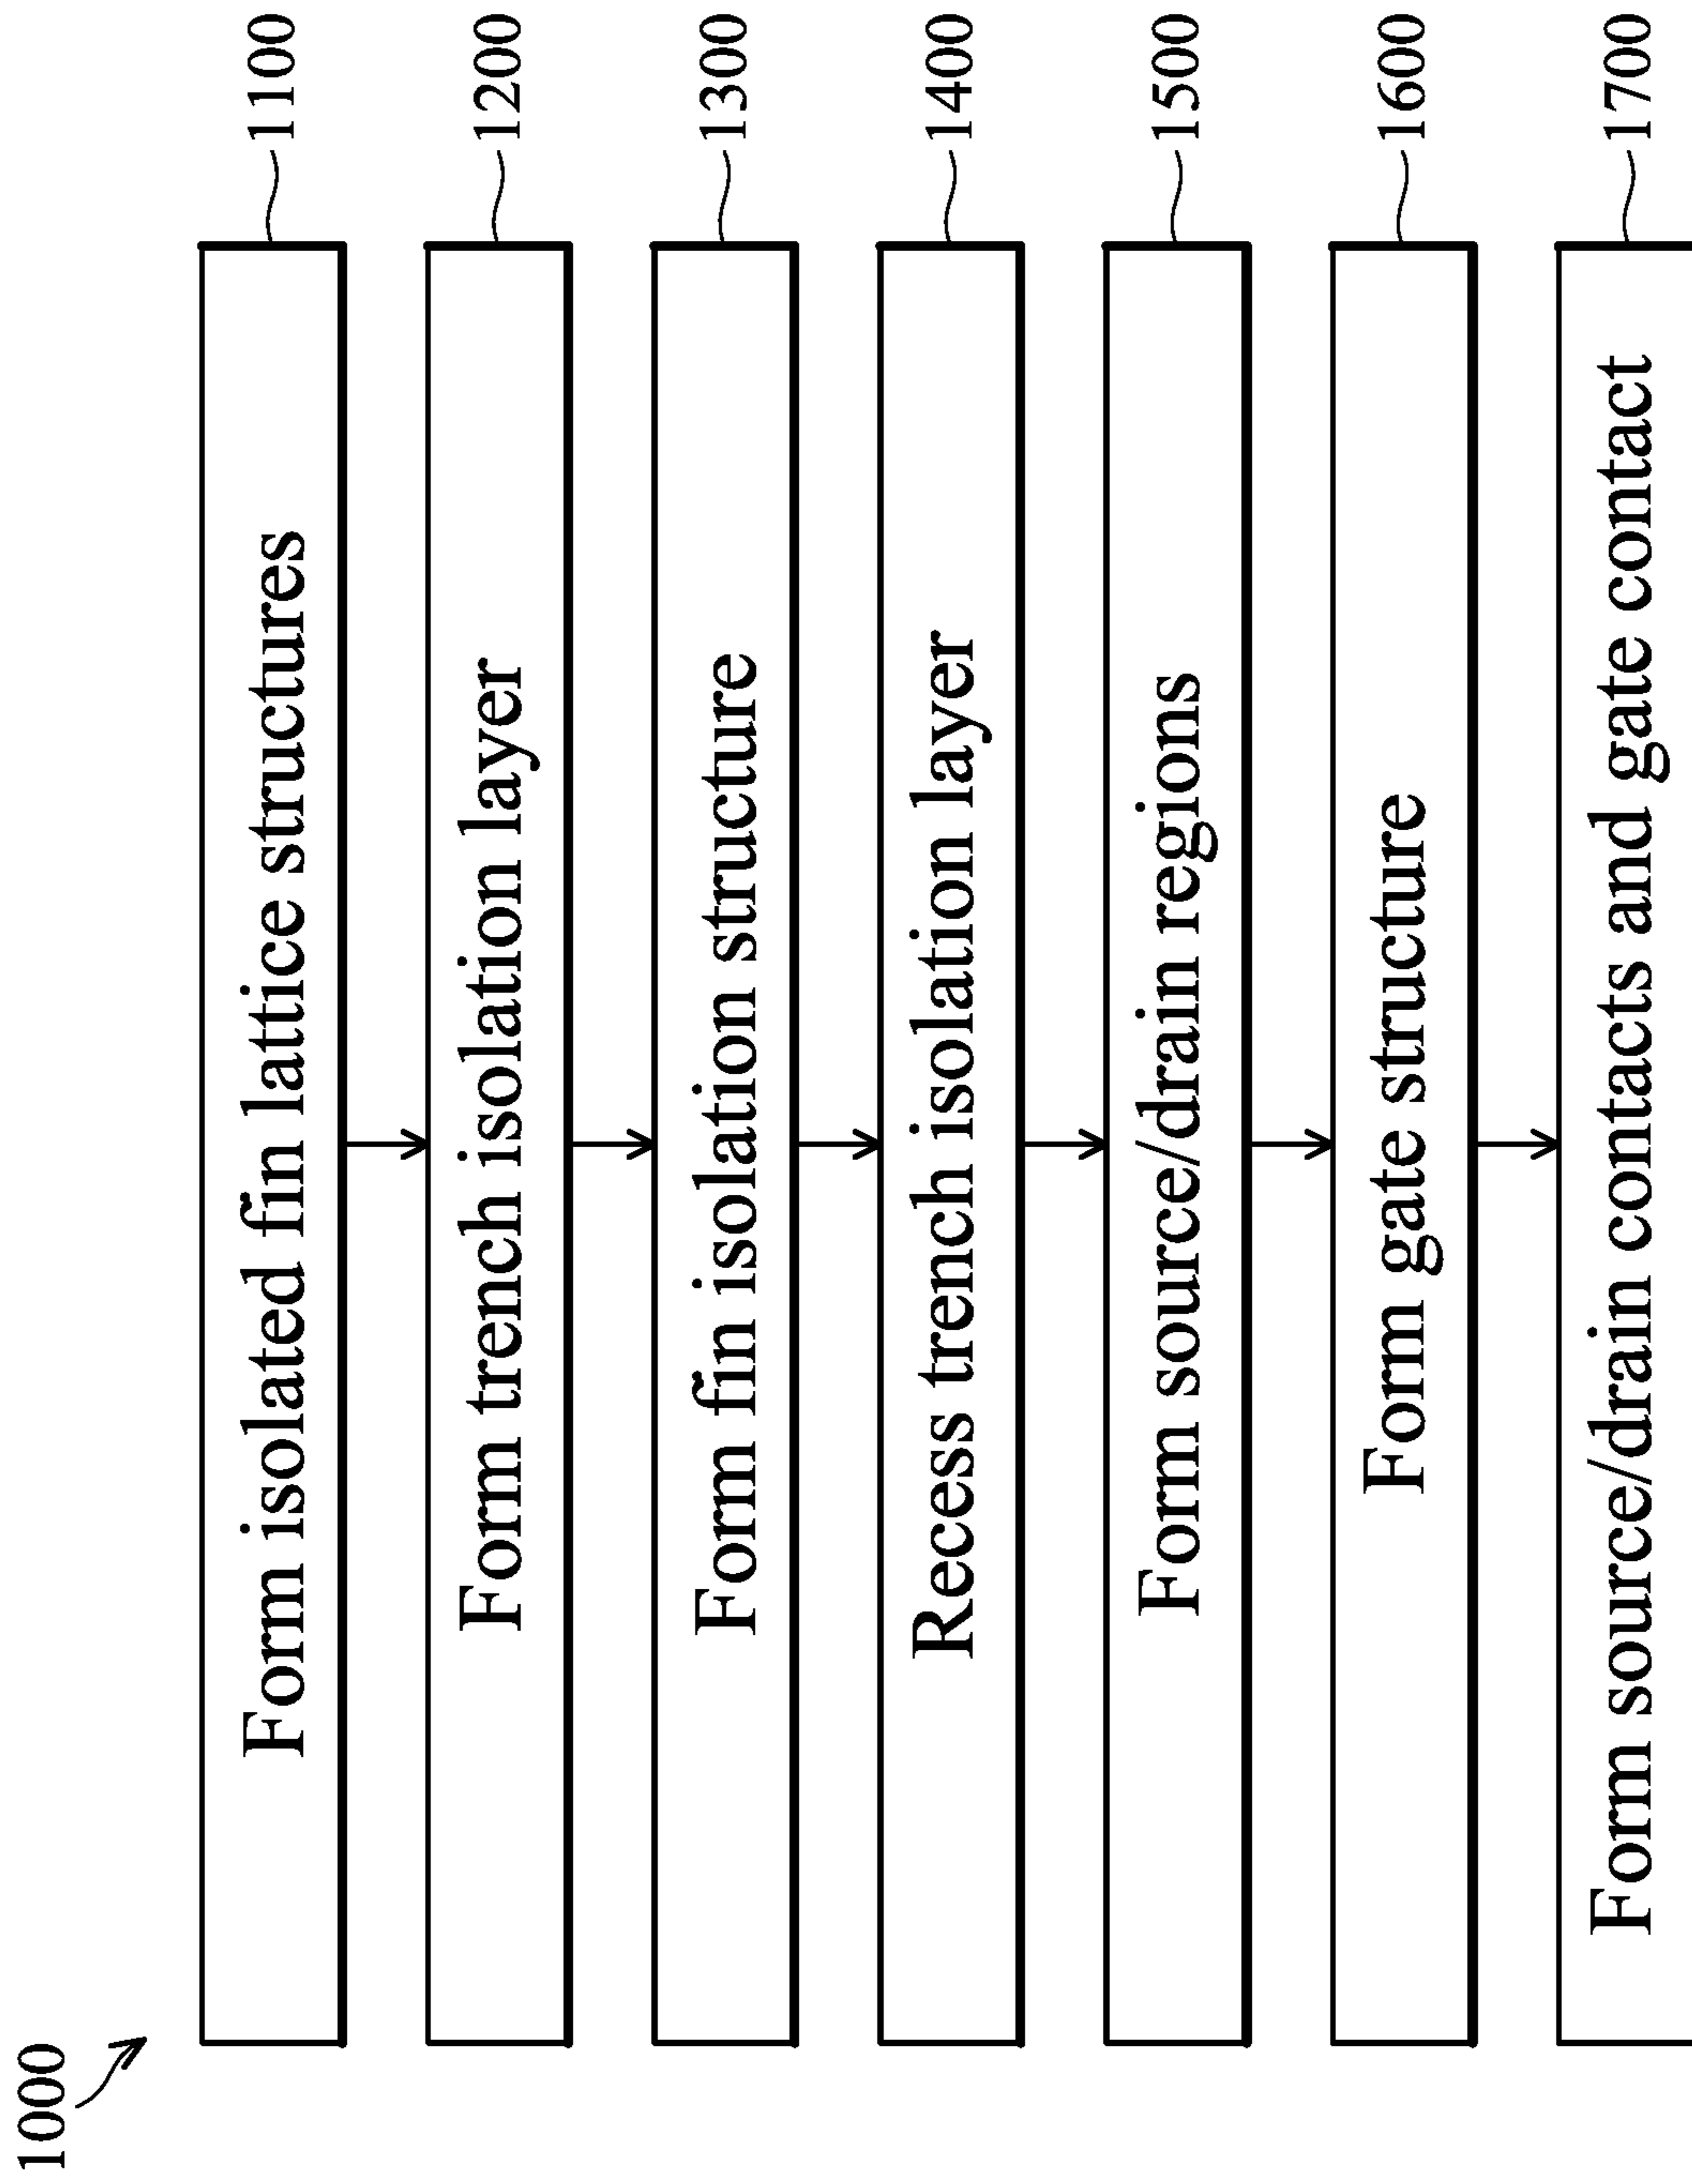 1000
Form isolated fin lattice structures 1100
Form trench isolation layer 1200
Form fin isolation structure 1300
Recess trench isolation layer 1400
Form source/drain regions 1500
Form gate structure 1600
Form source/drain contacts and gate contact 1700